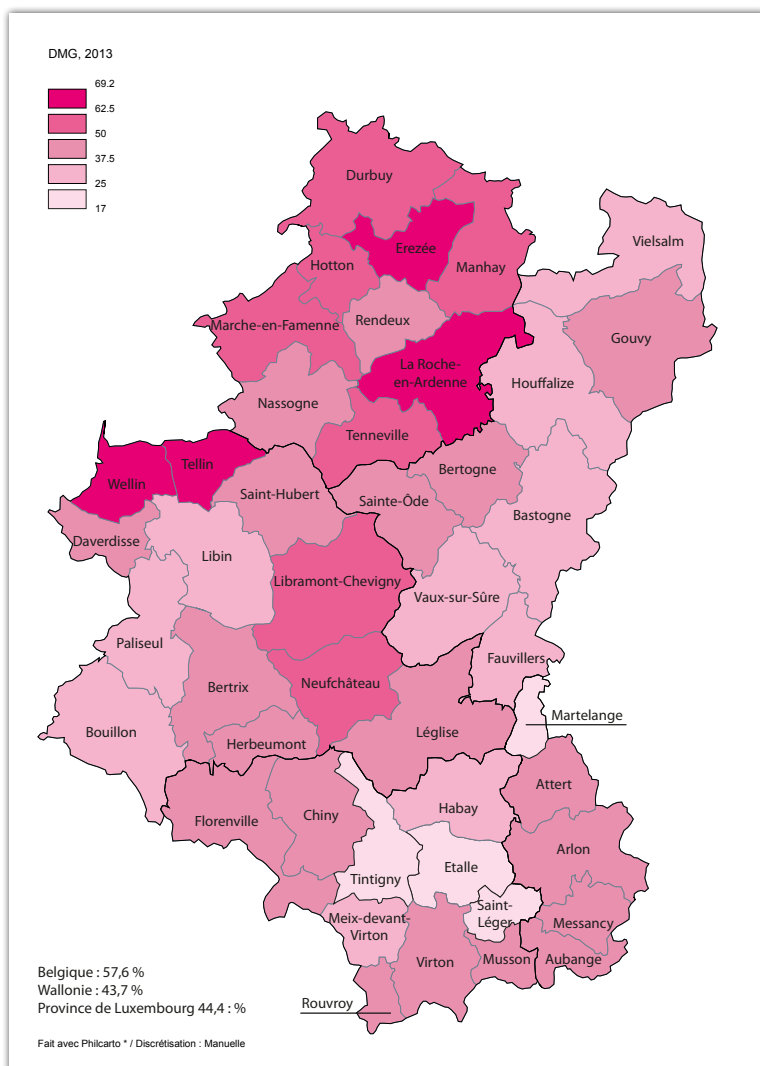 DMG, 2013
69.2
62.5
50
37.5
25
17
Durbuy
Vielsalm
Erezée
Hotton
Manhay
Marche-en-Famenne
Rendeux
Gouvy
La Roche-
en-Ardenne
Houffalize
Nassogne
Tenneville
Tellin
Bertogne
Wellin
Saint-Hubert
Sainte-Öde
Bastogne
Daverdisse
Libin
Libramont-Chevigny
Vaux-sur-Sûre
Paliseul
Fauvillers
Bertrix
Neufchâteau
Martelange
Bouillon
Léglise
Herbeumont
Attert
Habay
Florenville
Chiny
Arlon
Tintigny
Etalle
Saint-
Léger
Meix-devant-
Virton
Messancy
Virton
Musson
Aubange
Rouvroy
Belgique : 57,6 %
Wallonie : 43,7 %
Province de Luxembourg 44,4 : %
Fait avec Philcarto * / Discrétisation : Manuelle